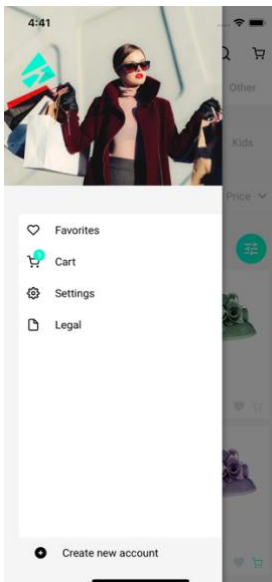 4:41
Other
Kids
Price
Favorites
Cart
Settings
Legal
Create new account